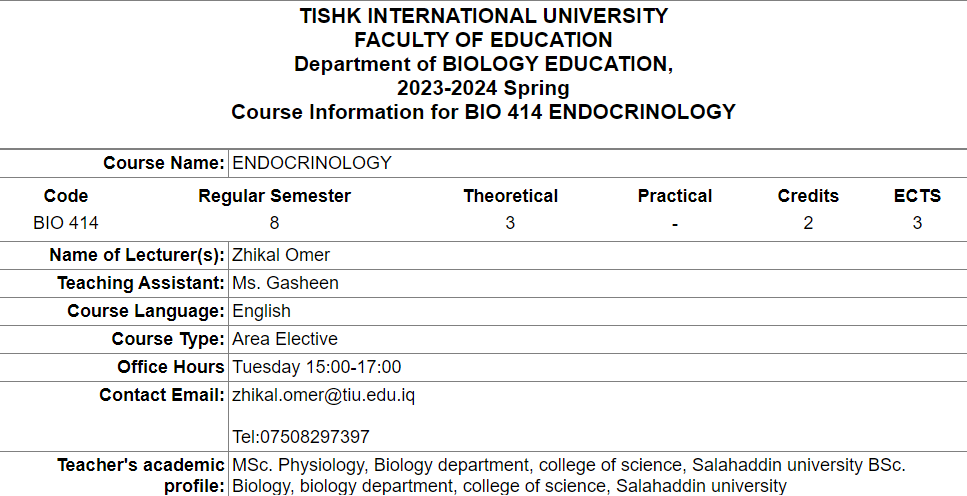 TISHK INTERNATIONAL UNIVERSITY
FACULTY OF EDUCATION
Department of BIOLOGY EDUCATION,
2023-2024 Spring
Course Information for BIO 414 ENDOCRINOLOGY
Course Name: ENDOCRINOLOGY
Code Regular Semester Theoretical Practical Credits ECTS
BIO 414 8 3 - 2 3
Name of Lecturer(s): Zhikal Omer
Teaching Assistant: Ms. Gasheen
Course Language: English
Course Type: Area Elective
Office Hours Tuesday 15:00-17:00
Contact Email: zhikal.omer@tiu.edu.iq
Tel:07508297397
Teacher's academic MSc. Physiology, Biology department, college of science, Salahaddin university BSc.
profile: Biology, biology department, college of science, Salahaddin university